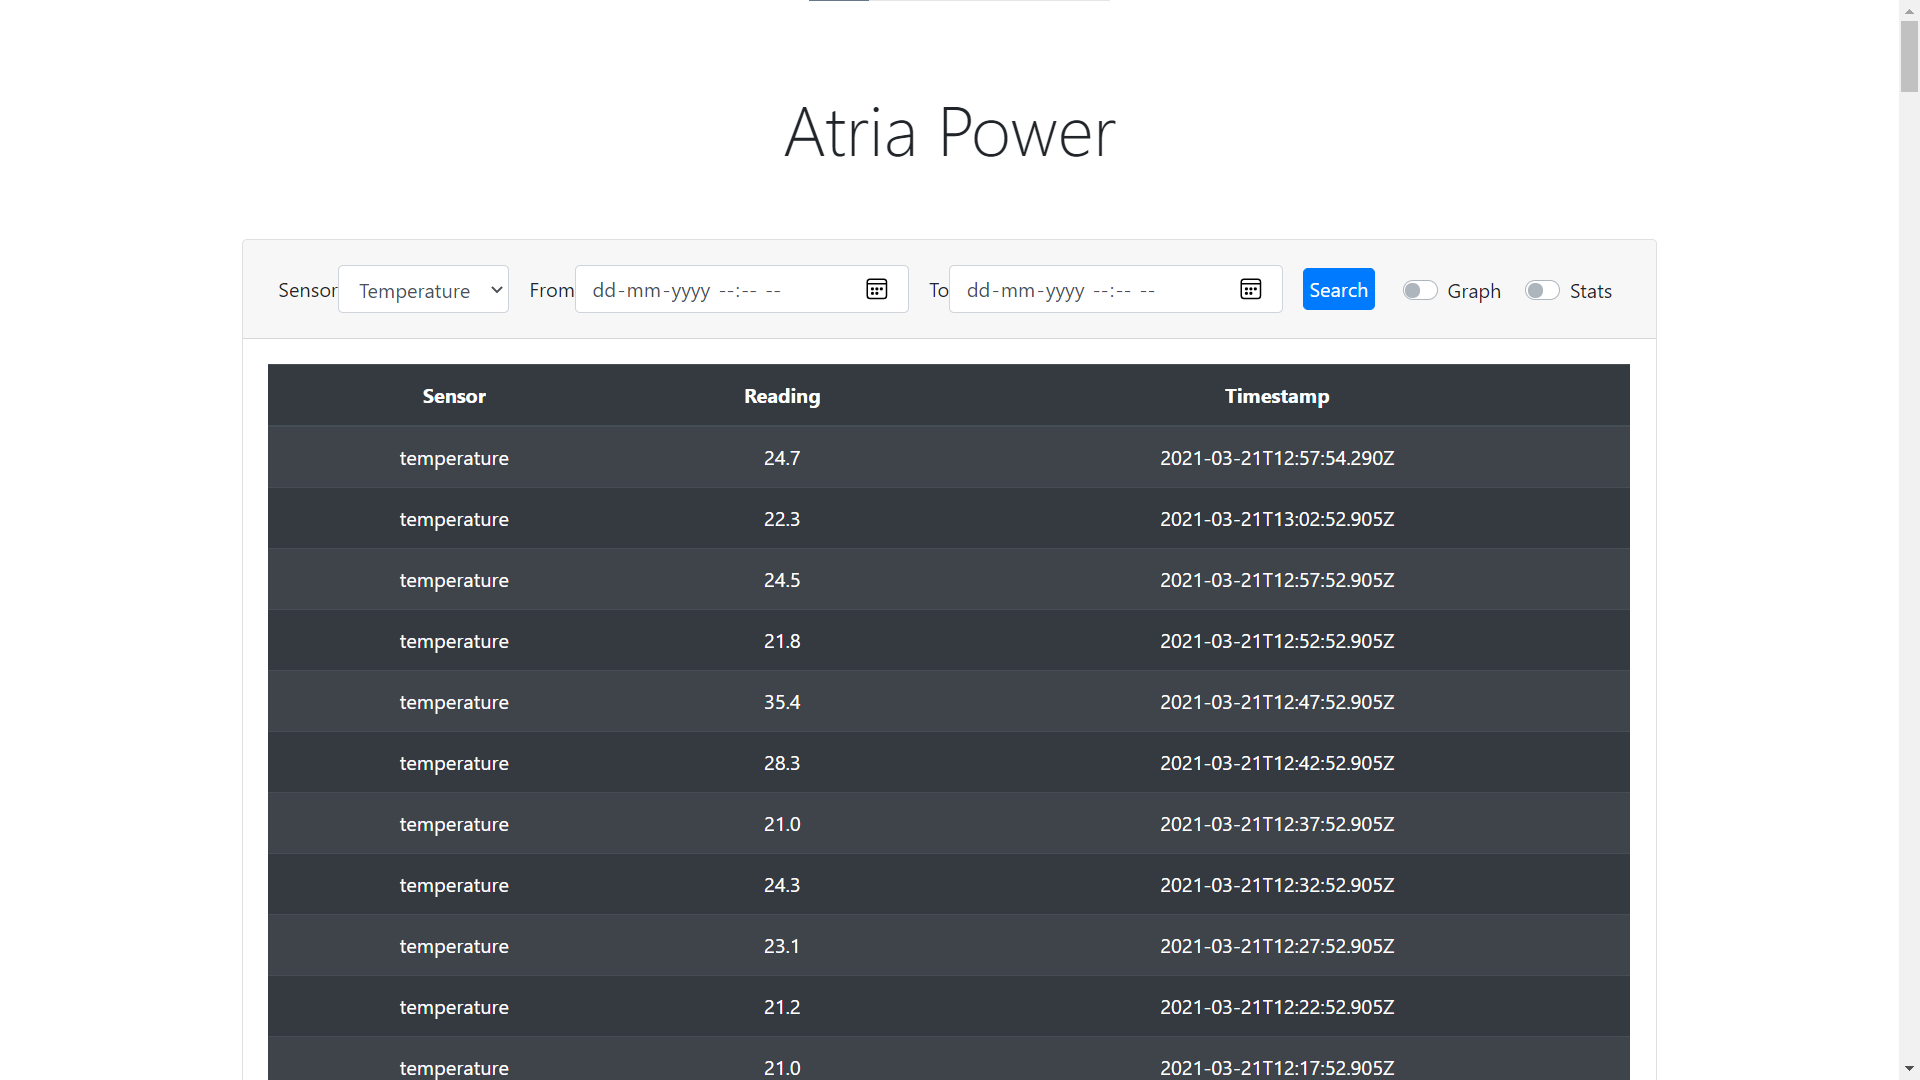 Atria Power
Sensor Temperature From dd-mm-yyyy --:-- -- To dd-mm-yyyy --:-- -- Search Graph Stats
Sensor Reading Timestamp
temperature 24.7 2021-03-21T12:57:54.290Z
temperature 22.3 2021-03-21T13:02:52.905Z
temperature 24.5 2021-03-21T12:57:52.905Z
temperature 21.8 2021-03-21T12:52:52.905Z
temperature 35.4 2021-03-21T12:47:52.905Z
temperature 28.3 2021-03-21T12:42:52.905Z
temperature 21.0 2021-03-21T12:37:52.905Z
temperature 24.3 2021-03-21T12:32:52.905Z
temperature 23.1 2021-03-21T12:27:52.905Z
temperature 21.2 2021-03-21T12:22:52.905Z
temperature 21.0 2021-03-21T12:17:52.905Z